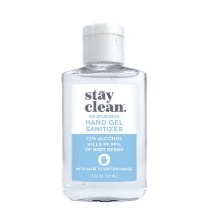 stay
clean.
MOISTURIZING
HAND GEL
SANITIZER
70% ALCOHOL
KILLS 99.99%
OF MOST GERMS
WITH ALOE TO SOFTEN HANDS